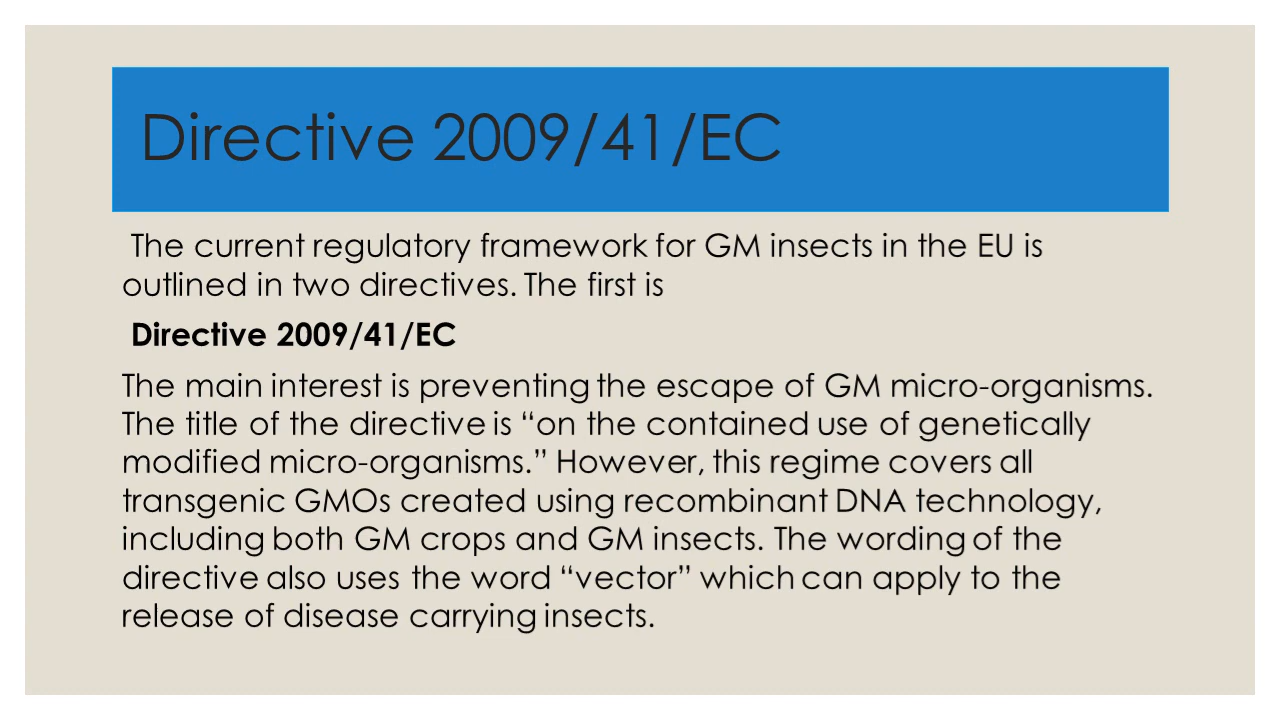 Directive 2009/41/EC
The current regulatory framework for GM insects in the EU is
outlined in two directives. The first is
Directive 2009/41/EC
The main interest is preventing the escape of GM micro-organisms.
The title of the directive is “on the contained use of genetically
modified micro-organisms.” However, this regime covers all
transgenic GMOs created using recombinant DNA technology,
including both GM crops and GM insects. The wording of the
directive also uses the word “vector” which can apply to the
release of disease carrying insects.